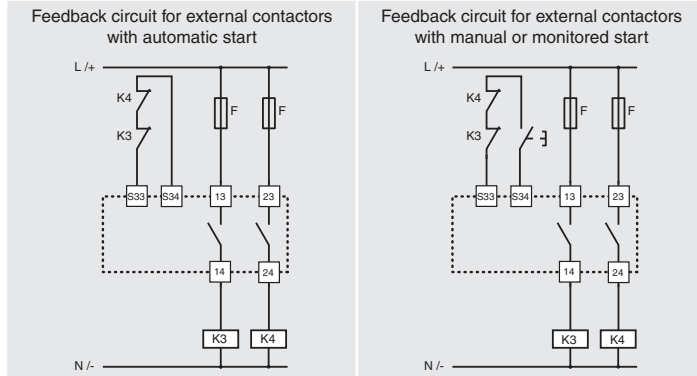 Feedback circuit for external contactors
with automatic start
L /+
K4
F
F
K3
S33
S34
13
23
14
24
K3
K4
N /-
Feedback circuit for external contactors
with manual or monitored start
L /+
K4
F
F
K3
S33
S34
13
23
14
24
K3
K4
N /-